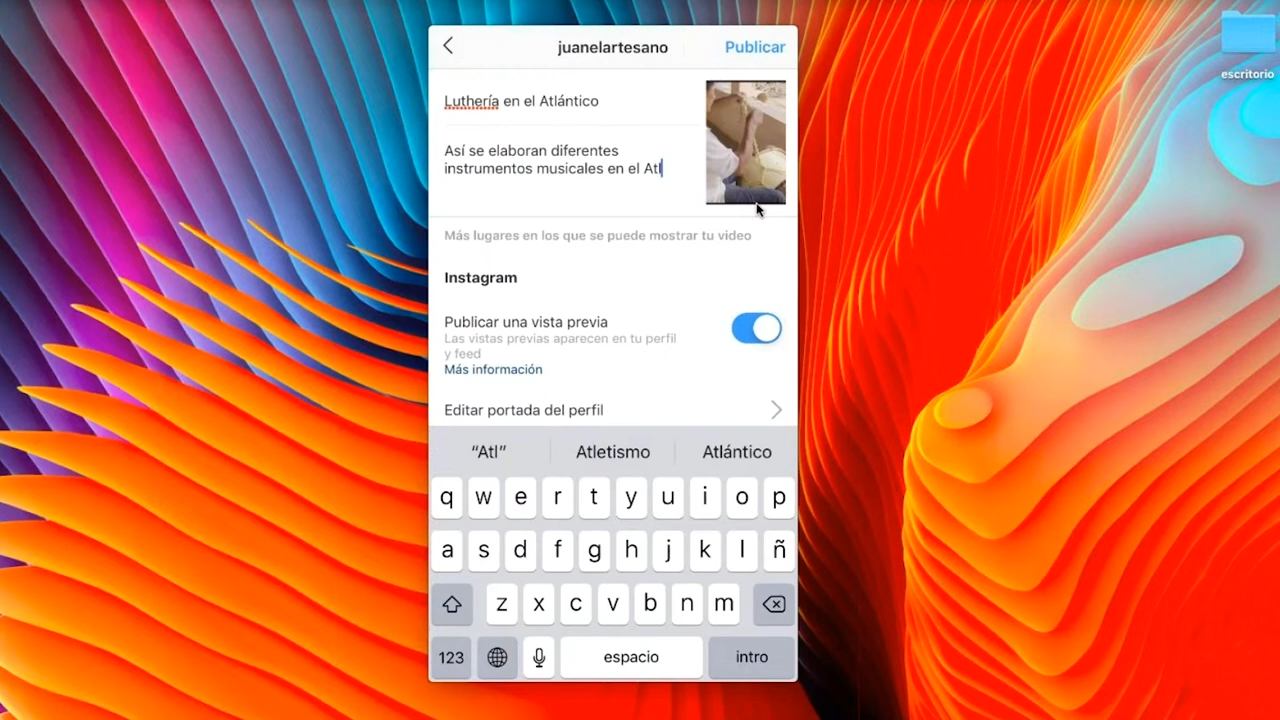 juanelartesano
Publicar
escritorio
Luthería en el Atlántico
Así se elaboran diferentes
instrumentos musicales en el Atl
Más lugares en los que se puede mostrar tu video
Instagram
Publicar una vista previa
Las vistas previas aparecen en tu perfil
y feed
Más información
Editar portada del perfil
“Atl” Atletismo Atlántico
q w e r t y u i o p
a s d f g h j k l ñ
z x c v b n m
123 espacio intro